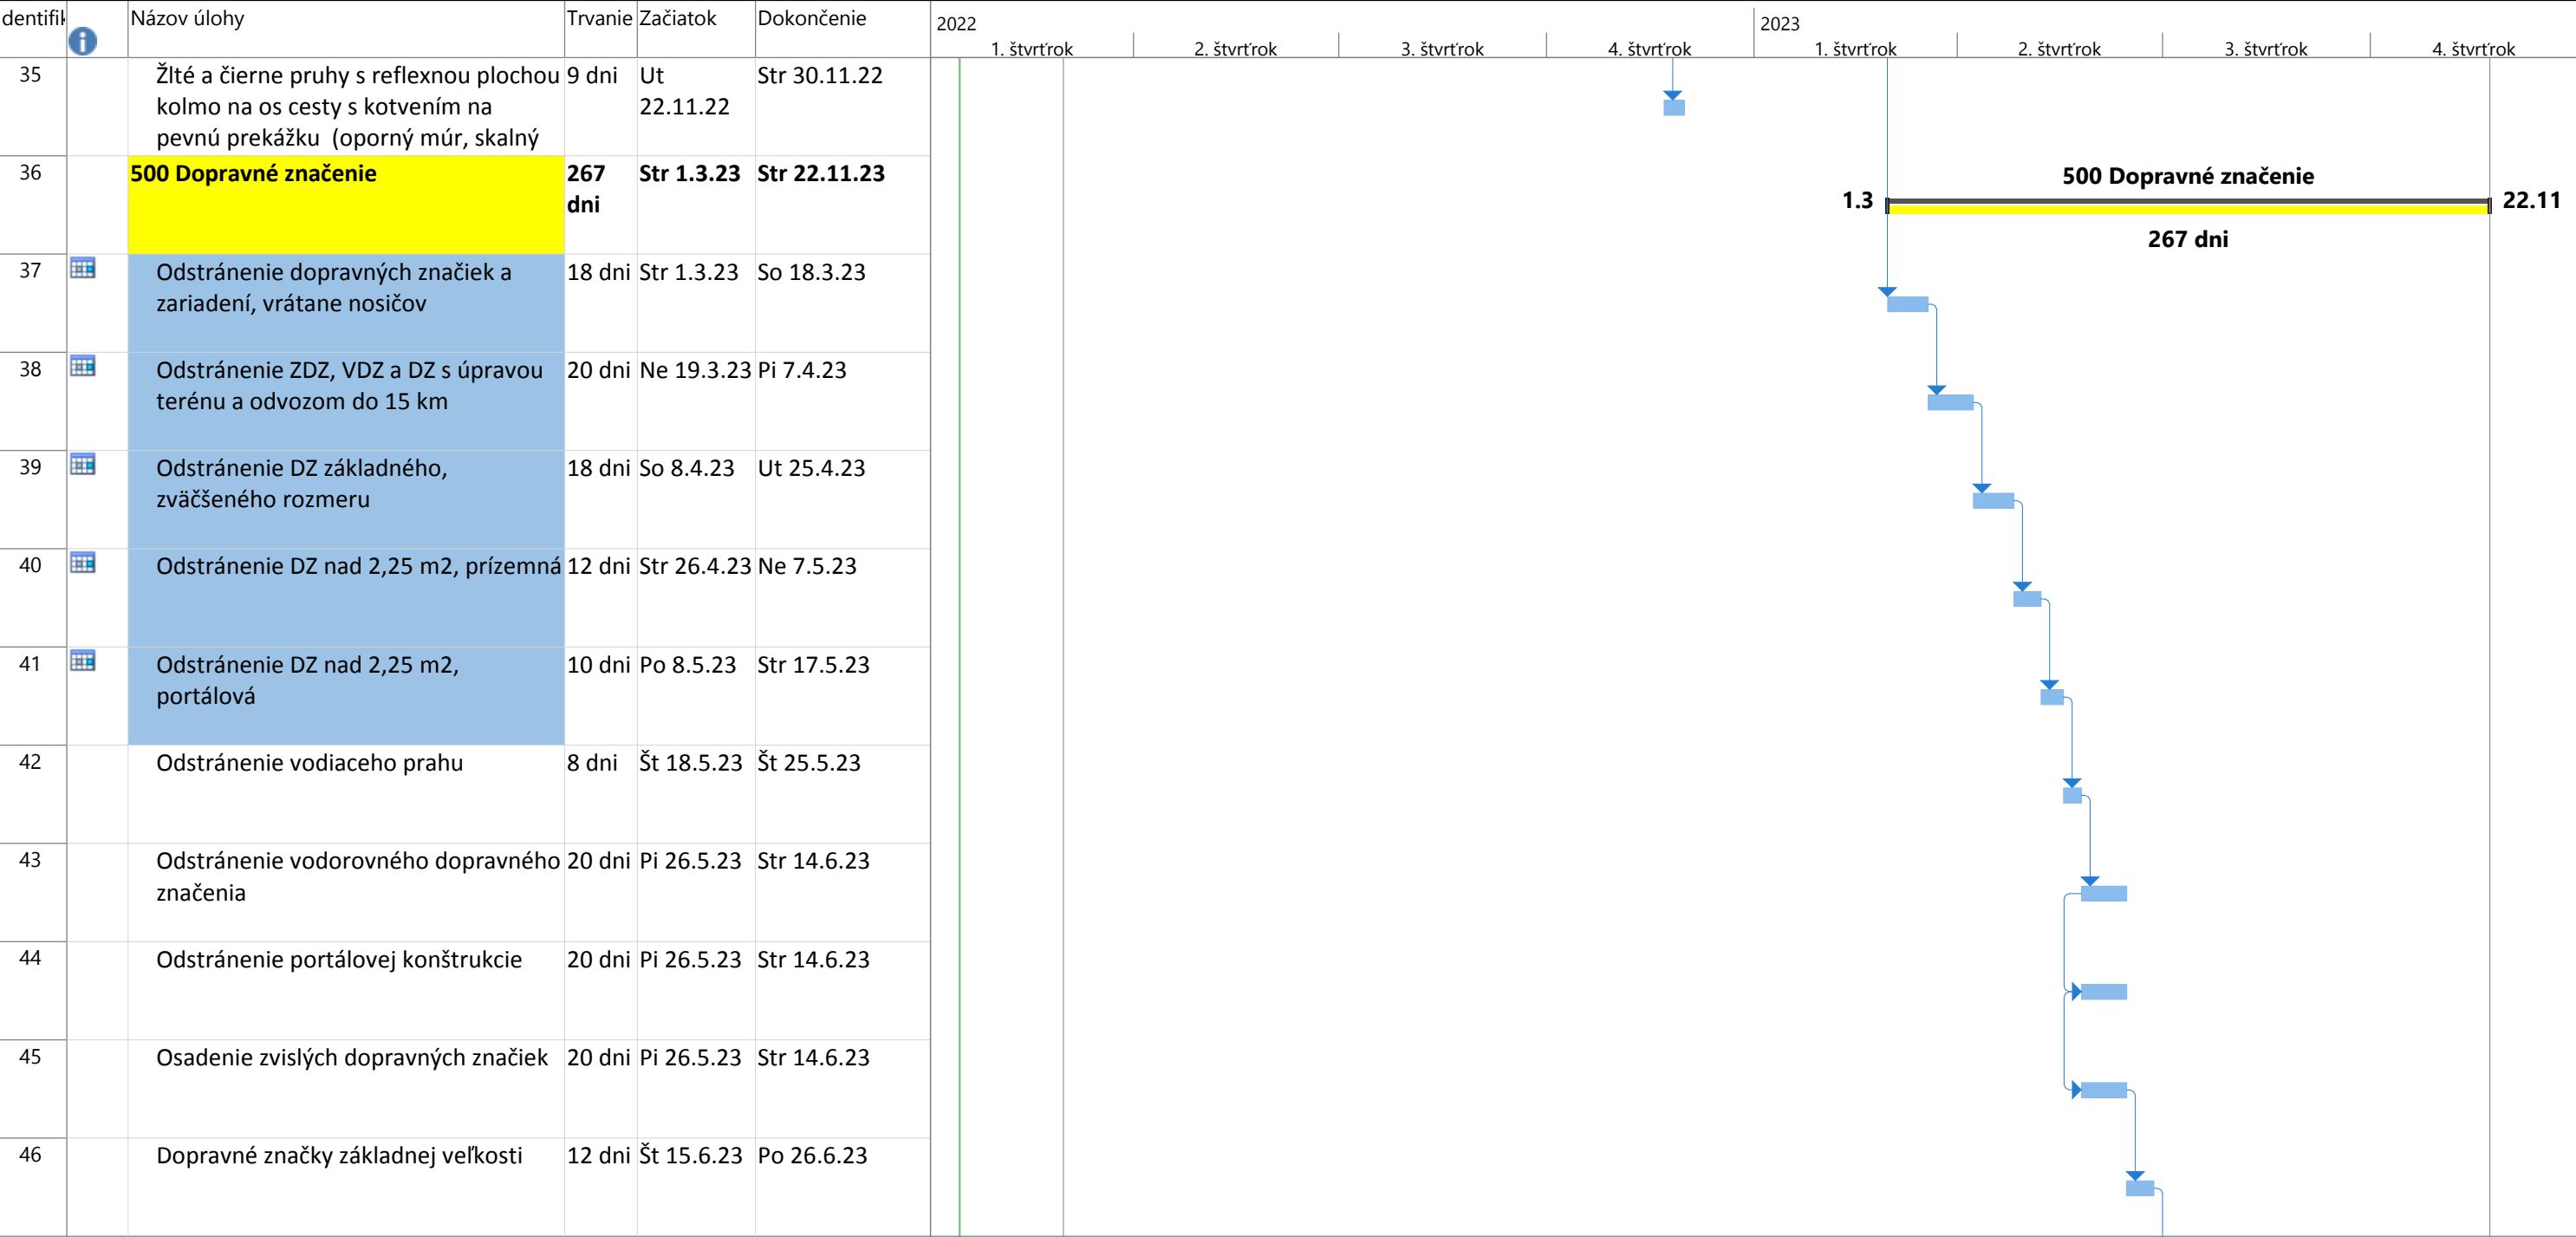 dentifik
Názov úlohy
Trvanie
Začiatok
Dokončenie
2022
2023
1. štvrťrok
2. štvrťrok
3. štvrťrok
4. štvrťrok
1. štvrťrok
2. štvrťrok
3. štvrťrok
4. štvrťrok
35
Žlté a čierne pruhy s reflexnou plochou
kolmo na os cesty s kotvením na
pevnú prekážku  (oporný múr, skalný
9 dni
Ut
22.11.22
Str 30.11.22
36
500 Dopravné značenie
267
dni
Str 1.3.23
Str 22.11.23
500 Dopravné značenie
1.3
22.11
267 dni
37
Odstránenie dopravných značiek a
zariadení, vrátane nosičov
18 dni
Str 1.3.23
So 18.3.23
38
Odstránenie ZDZ, VDZ a DZ s úpravou
terénu a odvozom do 15 km
20 dni
Ne 19.3.23
Pi 7.4.23
39
Odstránenie DZ základného,
zväčšeného rozmeru
18 dni
So 8.4.23
Ut 25.4.23
40
Odstránenie DZ nad 2,25 m2, prízemná
12 dni
Str 26.4.23
Ne 7.5.23
41
Odstránenie DZ nad 2,25 m2,
portálová
10 dni
Po 8.5.23
Str 17.5.23
42
Odstránenie vodiaceho prahu
8 dni
Št 18.5.23
Št 25.5.23
43
Odstránenie vodorovného dopravného
značenia
20 dni
Pi 26.5.23
Str 14.6.23
44
Odstránenie portálovej konštrukcie
20 dni
Pi 26.5.23
Str 14.6.23
45
Osadenie zvislých dopravných značiek
20 dni
Pi 26.5.23
Str 14.6.23
46
Dopravné značky základnej veľkosti
12 dni
Št 15.6.23
Po 26.6.23